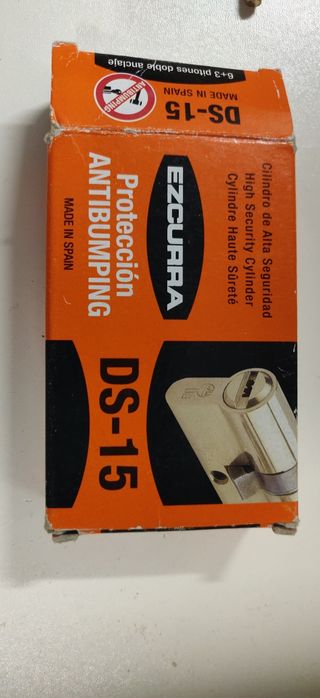 6+3 pitones doble anclaje
ANTIBUMPING
DS-15
MADE IN SPAIN
Cilindro de Alta Seguridad
High Security Cylinder
Cylindre Haute Sûreté
EZCURRA
Protección
ANTIBUMPING
MADE IN SPAIN
DS-15